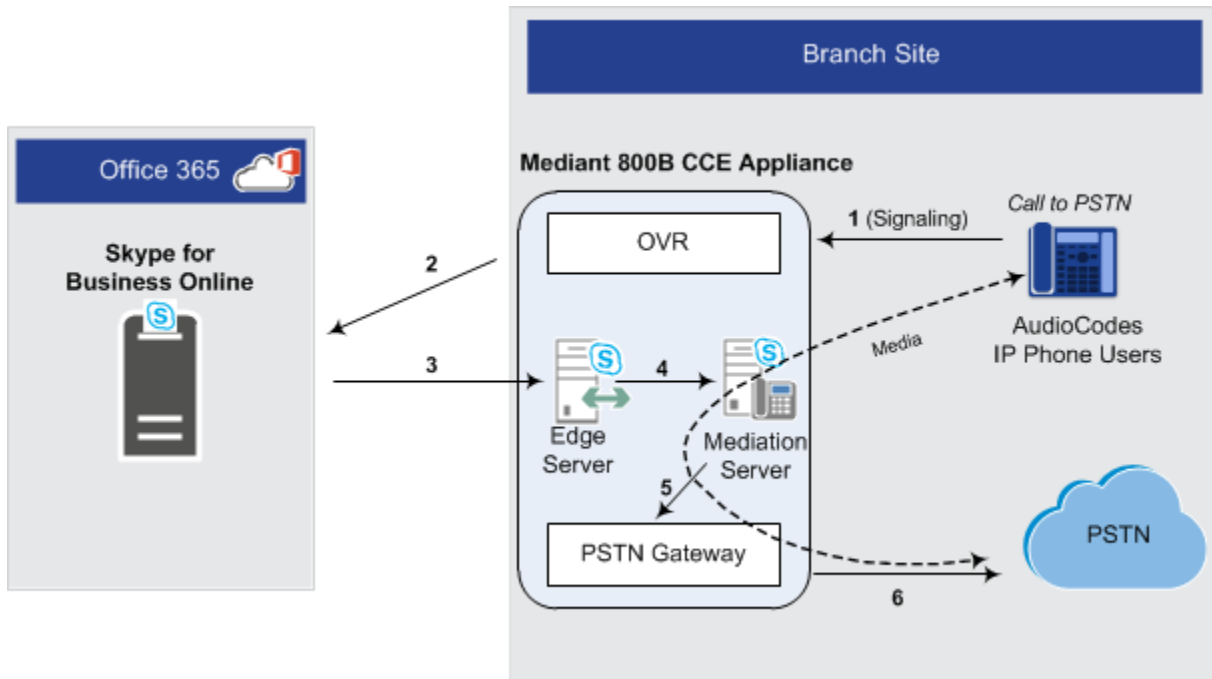 Branch Site
Office 365
Mediant 800B CCE Appliance
Call to PSTN
1 (Signaling)
OVR
Skype for
Business Online
2
S
AudioCodes
IP Phone Users
Media
3
S
4
S
Edge
Server
Mediation
Server
5
PSTN Gateway
PSTN
6